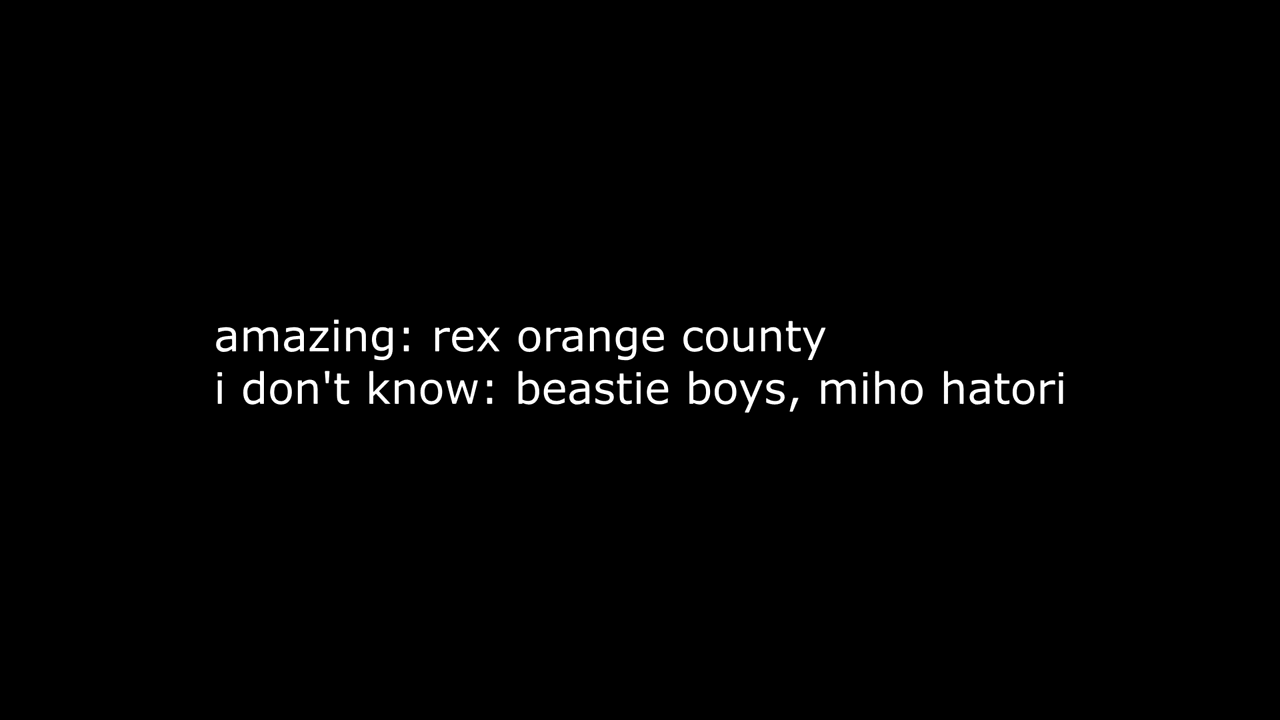 amazing: rex orange county
i don't know: beastie boys, miho hatori